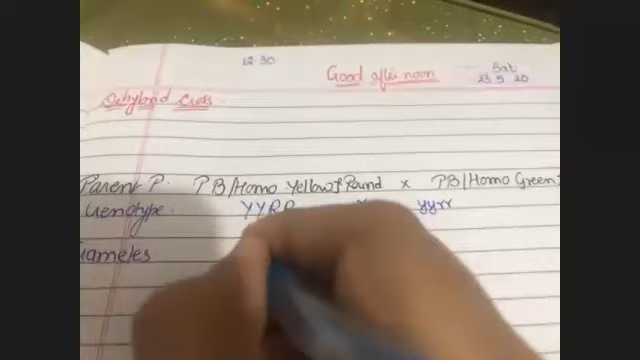 12.30
Good afternoon
Sat
23 5 20
Dihybrid Cross
Parent P. PB/Homo Yellow & Round x PB/Homo Green
Genotype YYRR x yyrr
Gametes